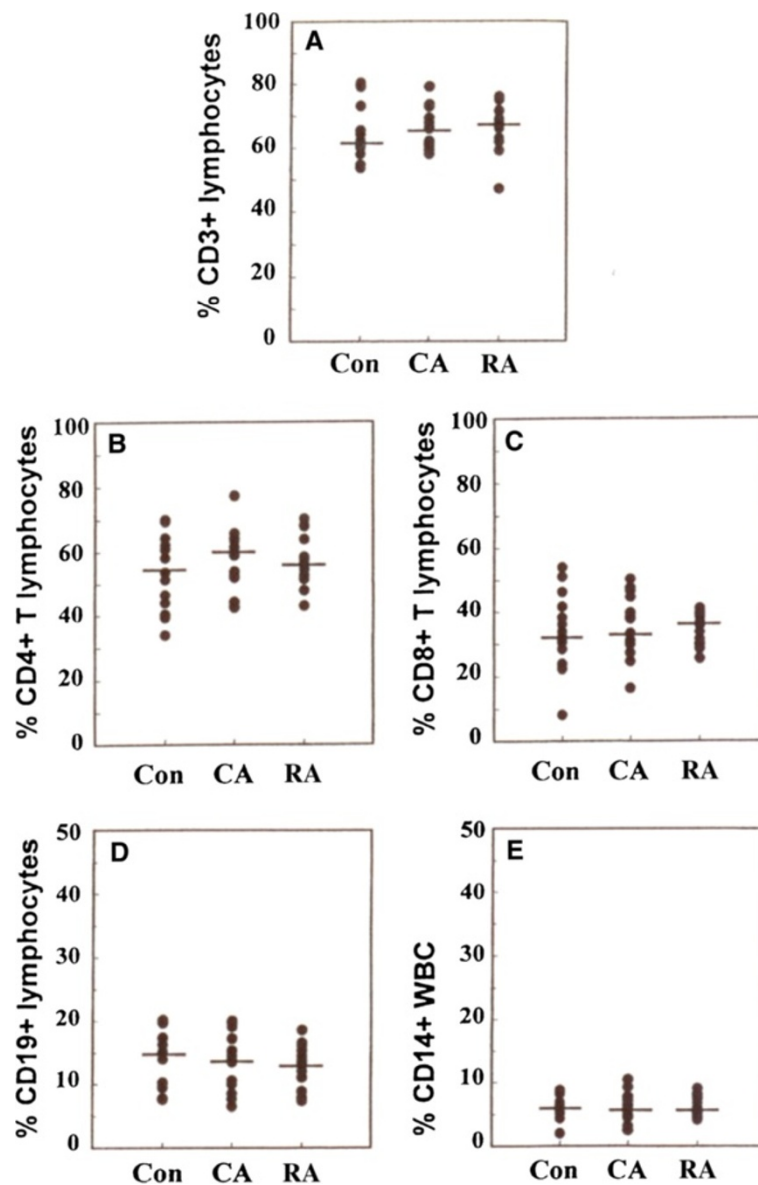 A
% CD3+ lymphocytes
100
80
60
40
20
0
Con CA RA
B
% CD4+ T lymphocytes
100
80
60
40
20
0
Con CA RA
C
% CD8+ T lymphocytes
100
80
60
40
20
0
Con CA RA
D
% CD19+ lymphocytes
50
40
30
20
10
0
Con CA RA
E
% CD14+ WBC
50
40
30
20
10
0
Con CA RA